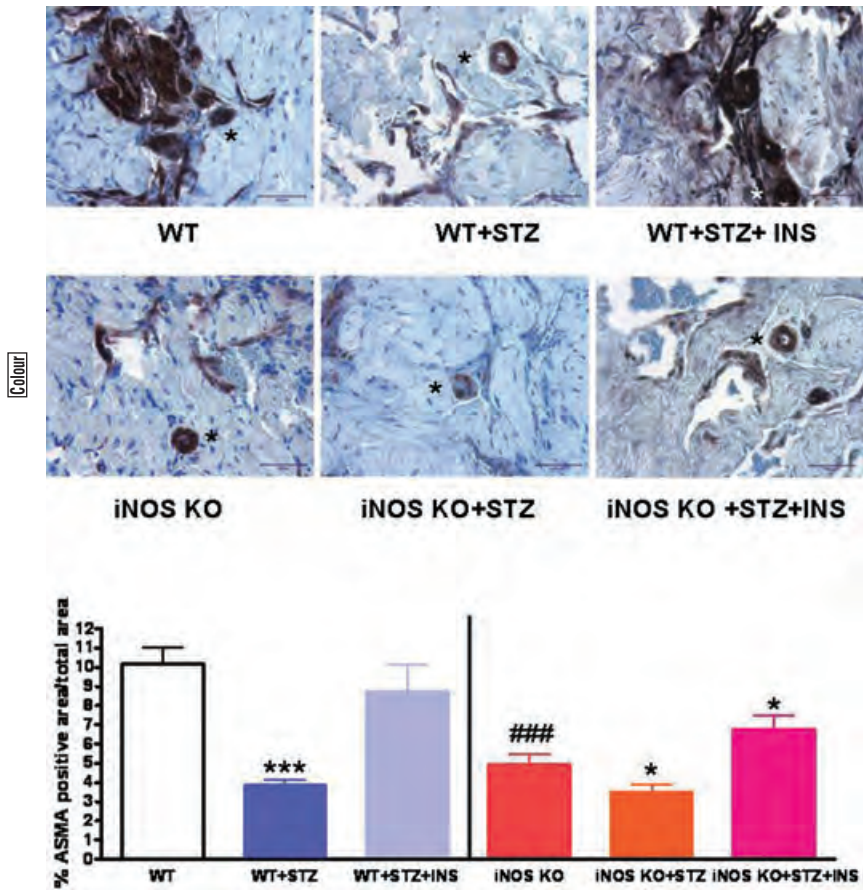 *
*
*
WT
WT+STZ
WT+STZ+ INS
Colour
*
*
*
iNOS KO
iNOS KO+STZ
iNOS KO +STZ+INS
% ASMA positive area/total area
12
11
10
9
8
7
6
5
4
3
2
1
0
***
###
*
*
WT
WT+STZ
WT+STZ+INS
iNOS KO
iNOS KO+STZ
iNOS KO+STZ+INS